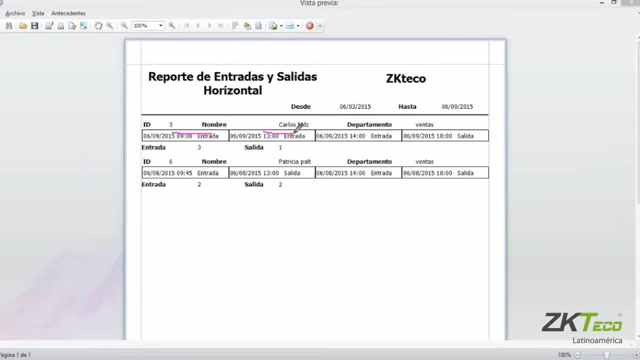 Vista previa:
Archivo Vista Antecedentes
100%
Reporte de Entradas y Salidas
Horizontal
ZKteco
Desde 06/03/2015 Hasta 06/09/2015
ID 3 Nombre Carlos Mdz Departamento ventas
06/09/2015 09:00 Entrada 06/09/2015 13:00 Entrada 06/09/2015 14:00 Entrada 06/09/2015 18:00 Salida
Entrada 3 Salida 1
ID 6 Nombre Patricia palt Departamento ventas
06/08/2015 09:45 Entrada 06/08/2015 13:00 Salida 06/08/2015 14:00 Entrada 06/08/2015 18:00 Salida
Entrada 2 Salida 2
ZKTeco
Latinoamérica
Página 1 de 1 100%